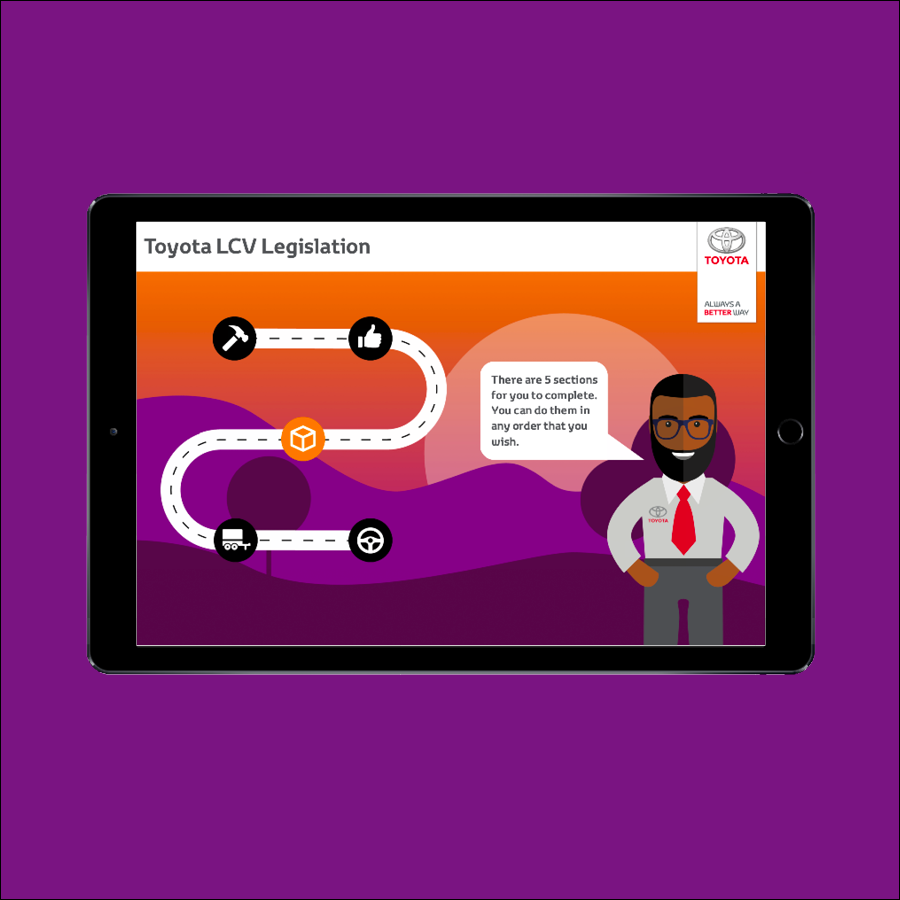 Toyota LCV Legislation
TOYOTA
ALWAYS A
BETTER WAY
There are 5 sections
for you to complete.
You can do them in
any order that you
wish.
TOYOTA